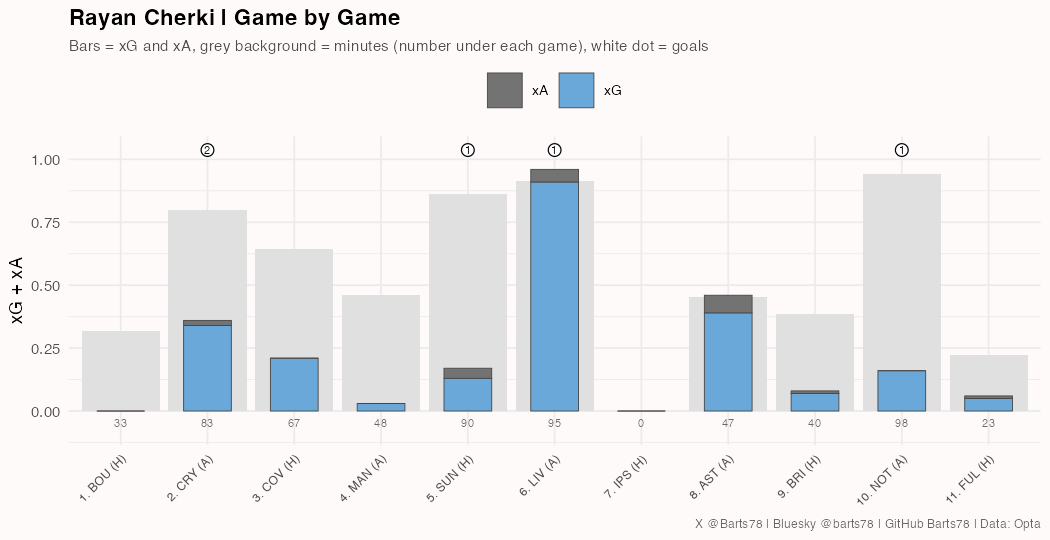 Rayan Cherki | Game by Game
Bars = xG and xA, grey background = minutes (number under each game), white dot = goals
xA xG
2 1 1 1
1.00
0.75
0.50
0.25
0.00
xG + xA
33 83 67 48 90 95 0 47 40 98 23
1. BOU (H) 2. CRY (A) 3. COV (H) 4. MAN (A) 5. SUN (H) 6. LIV (A) 7. IPS (H) 8. AST (A) 9. BRI (H) 10. NOT (A) 11. FUL (H)
X @Barts78 | Bluesky @barts78 | GitHub Barts78 | Data: Opta